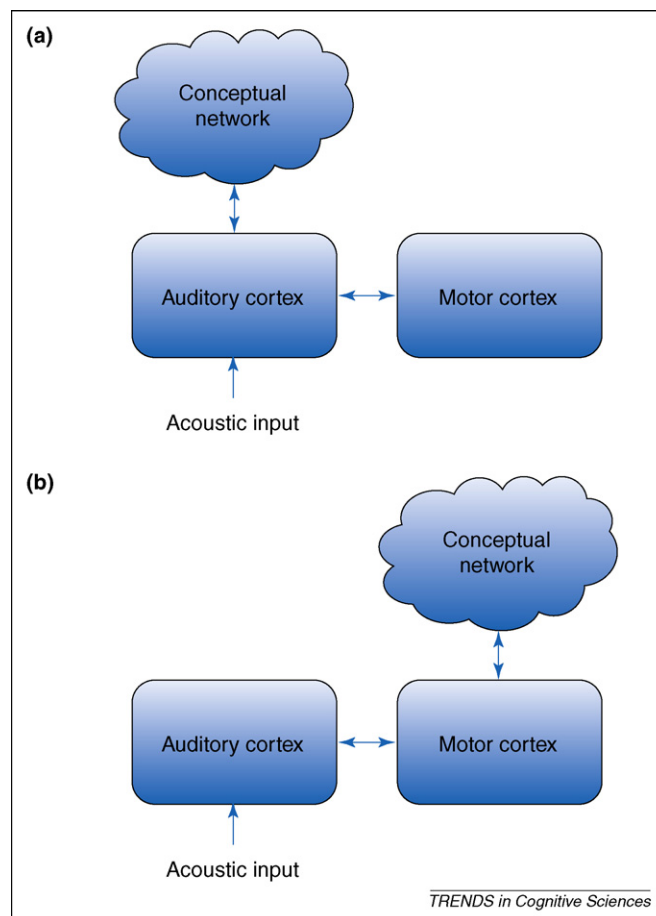 (a)
Conceptual
network
Auditory cortex
Motor cortex
Acoustic input
(b)
Conceptual
network
Auditory cortex
Motor cortex
Acoustic input
TRENDS in Cognitive Sciences